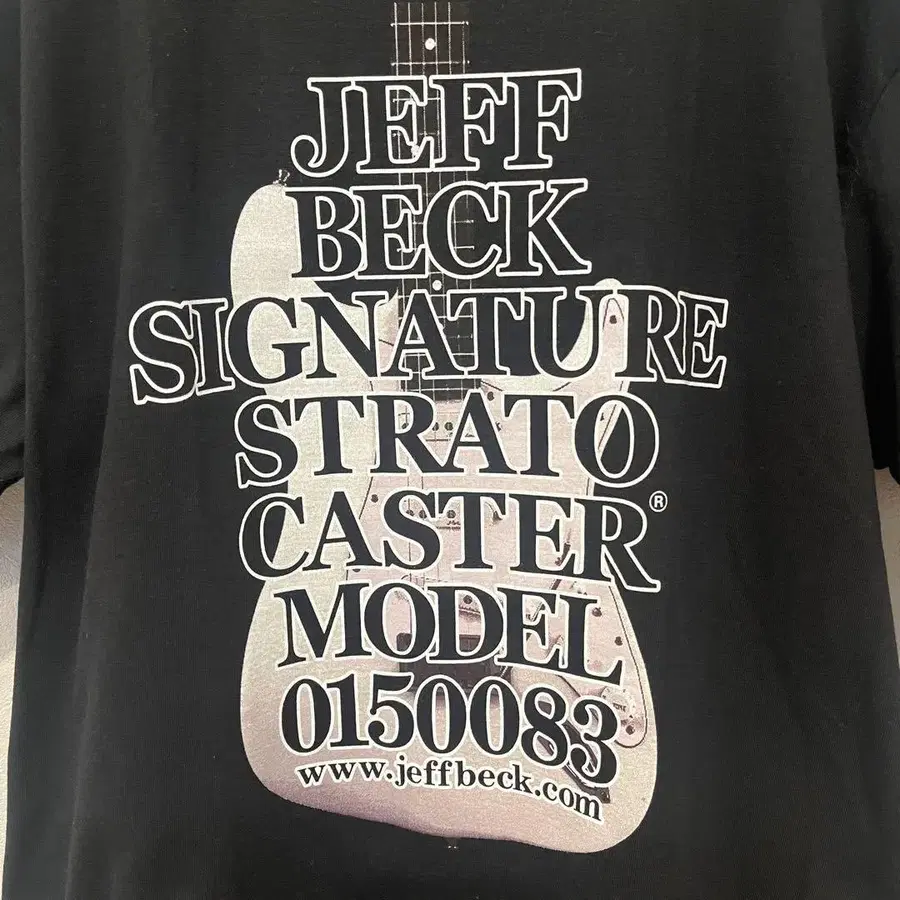 JEFF
BECK
SIGNATURE
STRATO
CASTER®
MODEL
0150083
www.jeffbeck.com